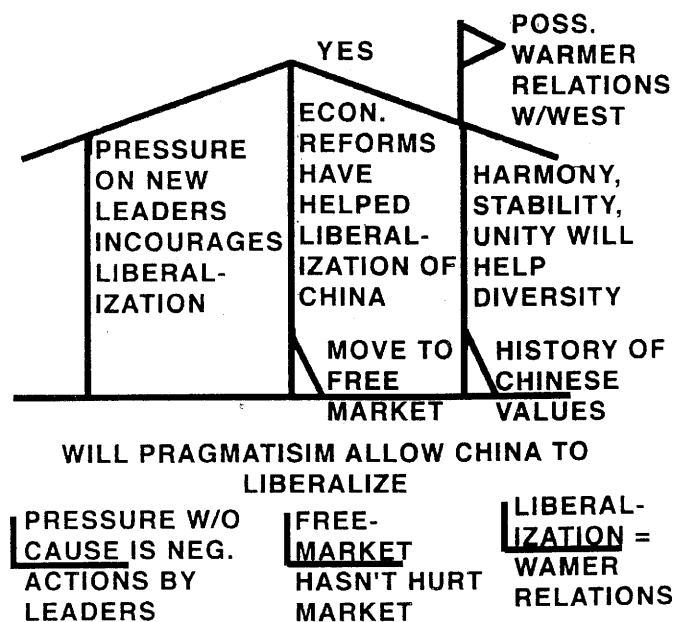 YES
POSS.
WARMER
RELATIONS
W/WEST
PRESSURE
ON NEW
LEADERS
INCOURAGES
LIBERAL-
IZATION
ECON.
REFORMS
HAVE
HELPED
LIBERAL-
IZATION OF
CHINA
HARMONY,
STABILITY,
UNITY WILL
HELP
DIVERSITY
MOVE TO
FREE
MARKET
HISTORY OF
CHINESE
VALUES
WILL PRAGMATISIM ALLOW CHINA TO
LIBERALIZE
PRESSURE W/O
CAUSE IS NEG.
ACTIONS BY
LEADERS
FREE-
MARKET
HASN'T HURT
MARKET
LIBERAL-
IZATION =
WAMER
RELATIONS